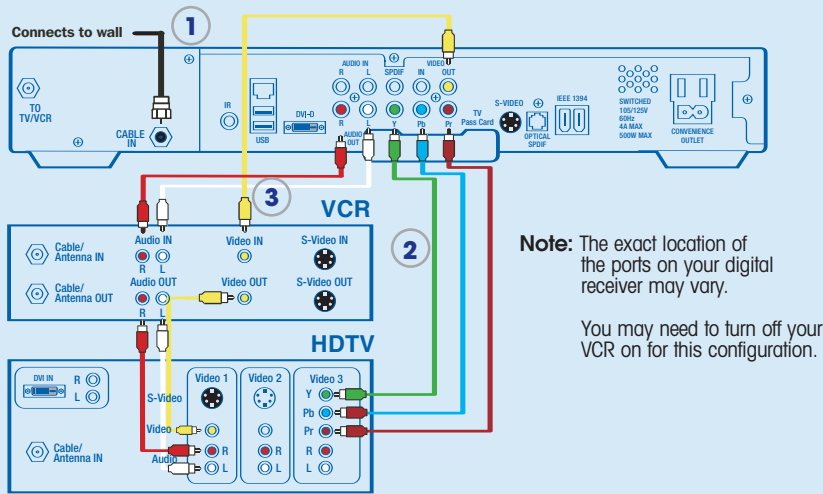 Connects to wall
1
TO
TV/VCR
CABLE
IN
IR
USB
DVI-D
AUDIO IN
R L SPDIF
VIDEO
IN OUT
R L Y Pb Pr
AUDIO
OUT
TV
Pass Card
S-VIDEO
OPTICAL
SPDIF
IEEE 1394
SWITCHED
105/125V
60Hz
4A MAX
500W MAX
CONVENIENCE
OUTLET
3
2
VCR
Cable/
Antenna IN
Audio IN
R L
Video IN
S-Video IN
Cable/
Antenna OUT
Audio OUT
R L
Video OUT
S-Video OUT
Note: The exact location of
the ports on your digital
receiver may vary.
You may need to turn off your
VCR on for this configuration.
HDTV
DVI IN
R
L
Cable/
Antenna IN
S-Video
Video
Audio
Video 1
R
L
Video 2
R
L
Video 3
Y
Pb
Pr
R
L